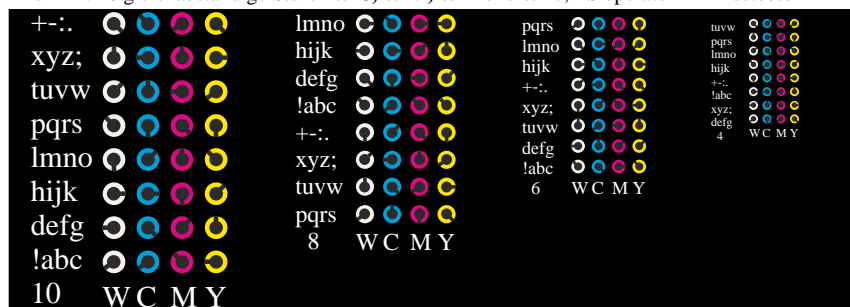 +-:.
xyz;
tuvw
pqrs
lmno
hijk
defg
!abc
10 W C M Y
lmno
hijk
defg
!abc
+-:.
xyz;
tuvw
pqrs
8 W C M Y
pqrs
lmno
hijk
+-:.
xyz;
tuvw
defg
!abc
6 W C M Y
tuvw
pqrs
lmno
hijk
+-:.
!abc
xyz;
defg
4 W C M Y